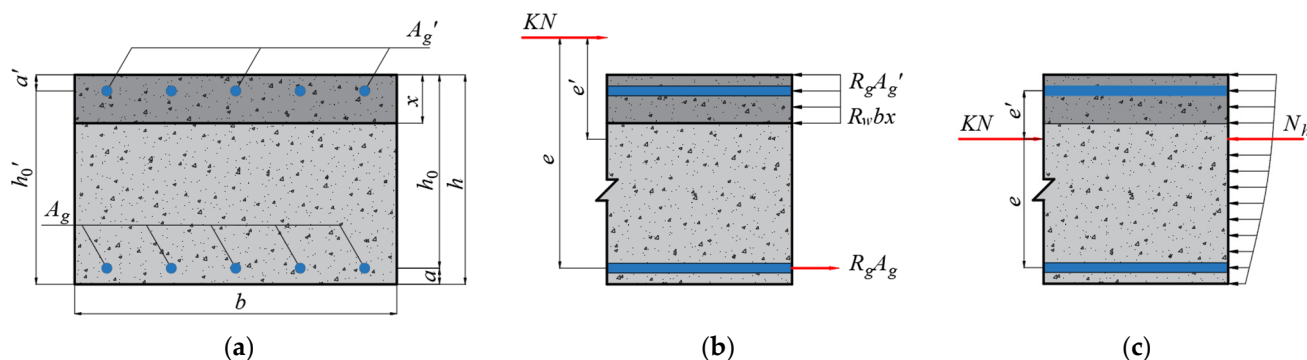 A_g'
a'
x
h_0'
h_0
h
A_g
a
b
(a)
KN
e'
e
R_gA_g'
R_wbx
R_gA_g
(b)
KN
e'
e
(c)